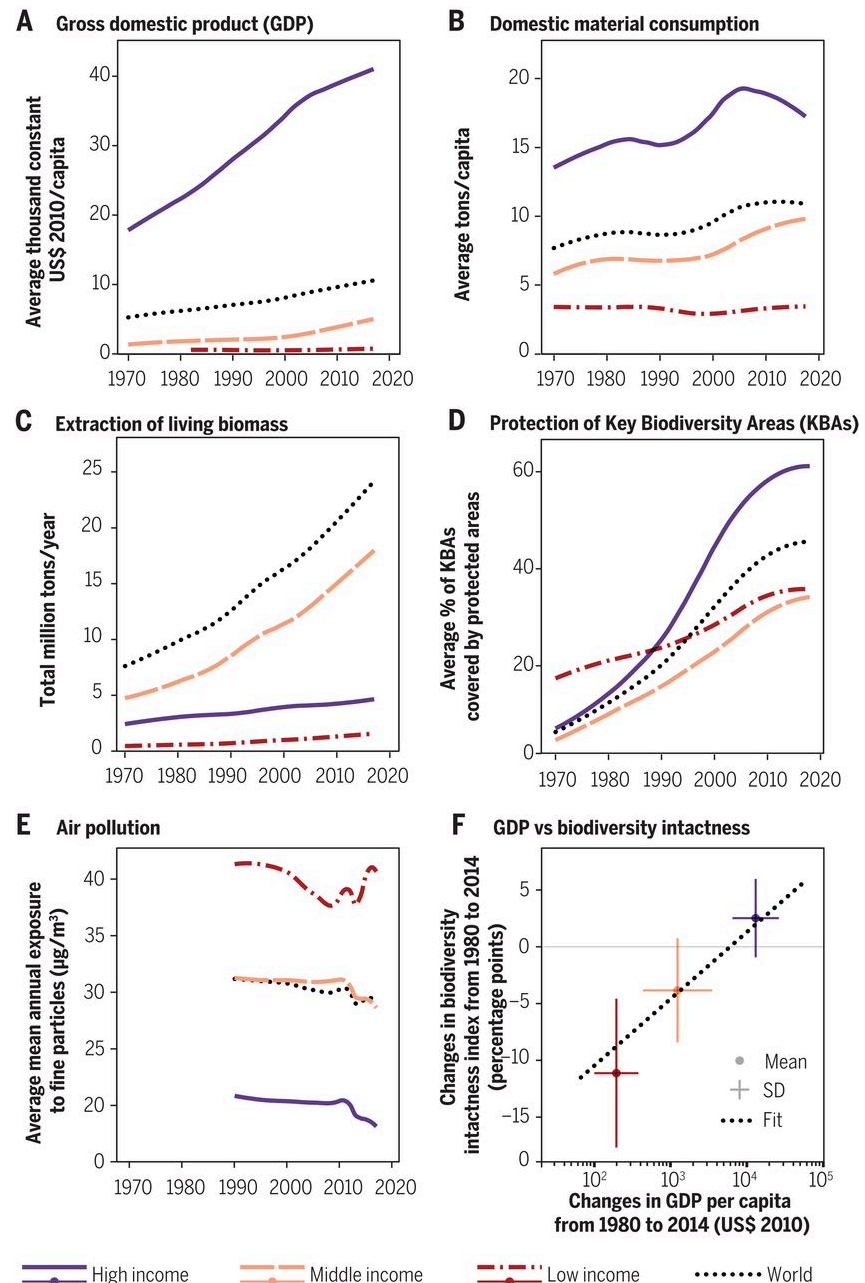 A Gross domestic product (GDP)
Average thousand constant
US$ 2010/capita
40
30
20
10
0
1970 1980 1990 2000 2010 2020
B Domestic material consumption
Average tons/capita
20
15
10
5
0
1970 1980 1990 2000 2010 2020
C Extraction of living biomass
Total million tons/year
25
20
15
10
5
0
1970 1980 1990 2000 2010 2020
D Protection of Key Biodiversity Areas (KBAs)
Average % of KBAs
covered by protected areas
60
40
20
0
1970 1980 1990 2000 2010 2020
E Air pollution
Average mean annual exposure
to fine particles (μg/m³)
40
35
30
25
20
0
1970 1980 1990 2000 2010 2020
F GDP vs biodiversity intactness
Changes in biodiversity
intactness index from 1980 to 2014
(percentage points)
5
0
−5
−10
−15
0
Mean
SD
Fit
10² 10³ 10⁴ 10⁵
Changes in GDP per capita
from 1980 to 2014 (US$ 2010)
High income Middle income Low income World